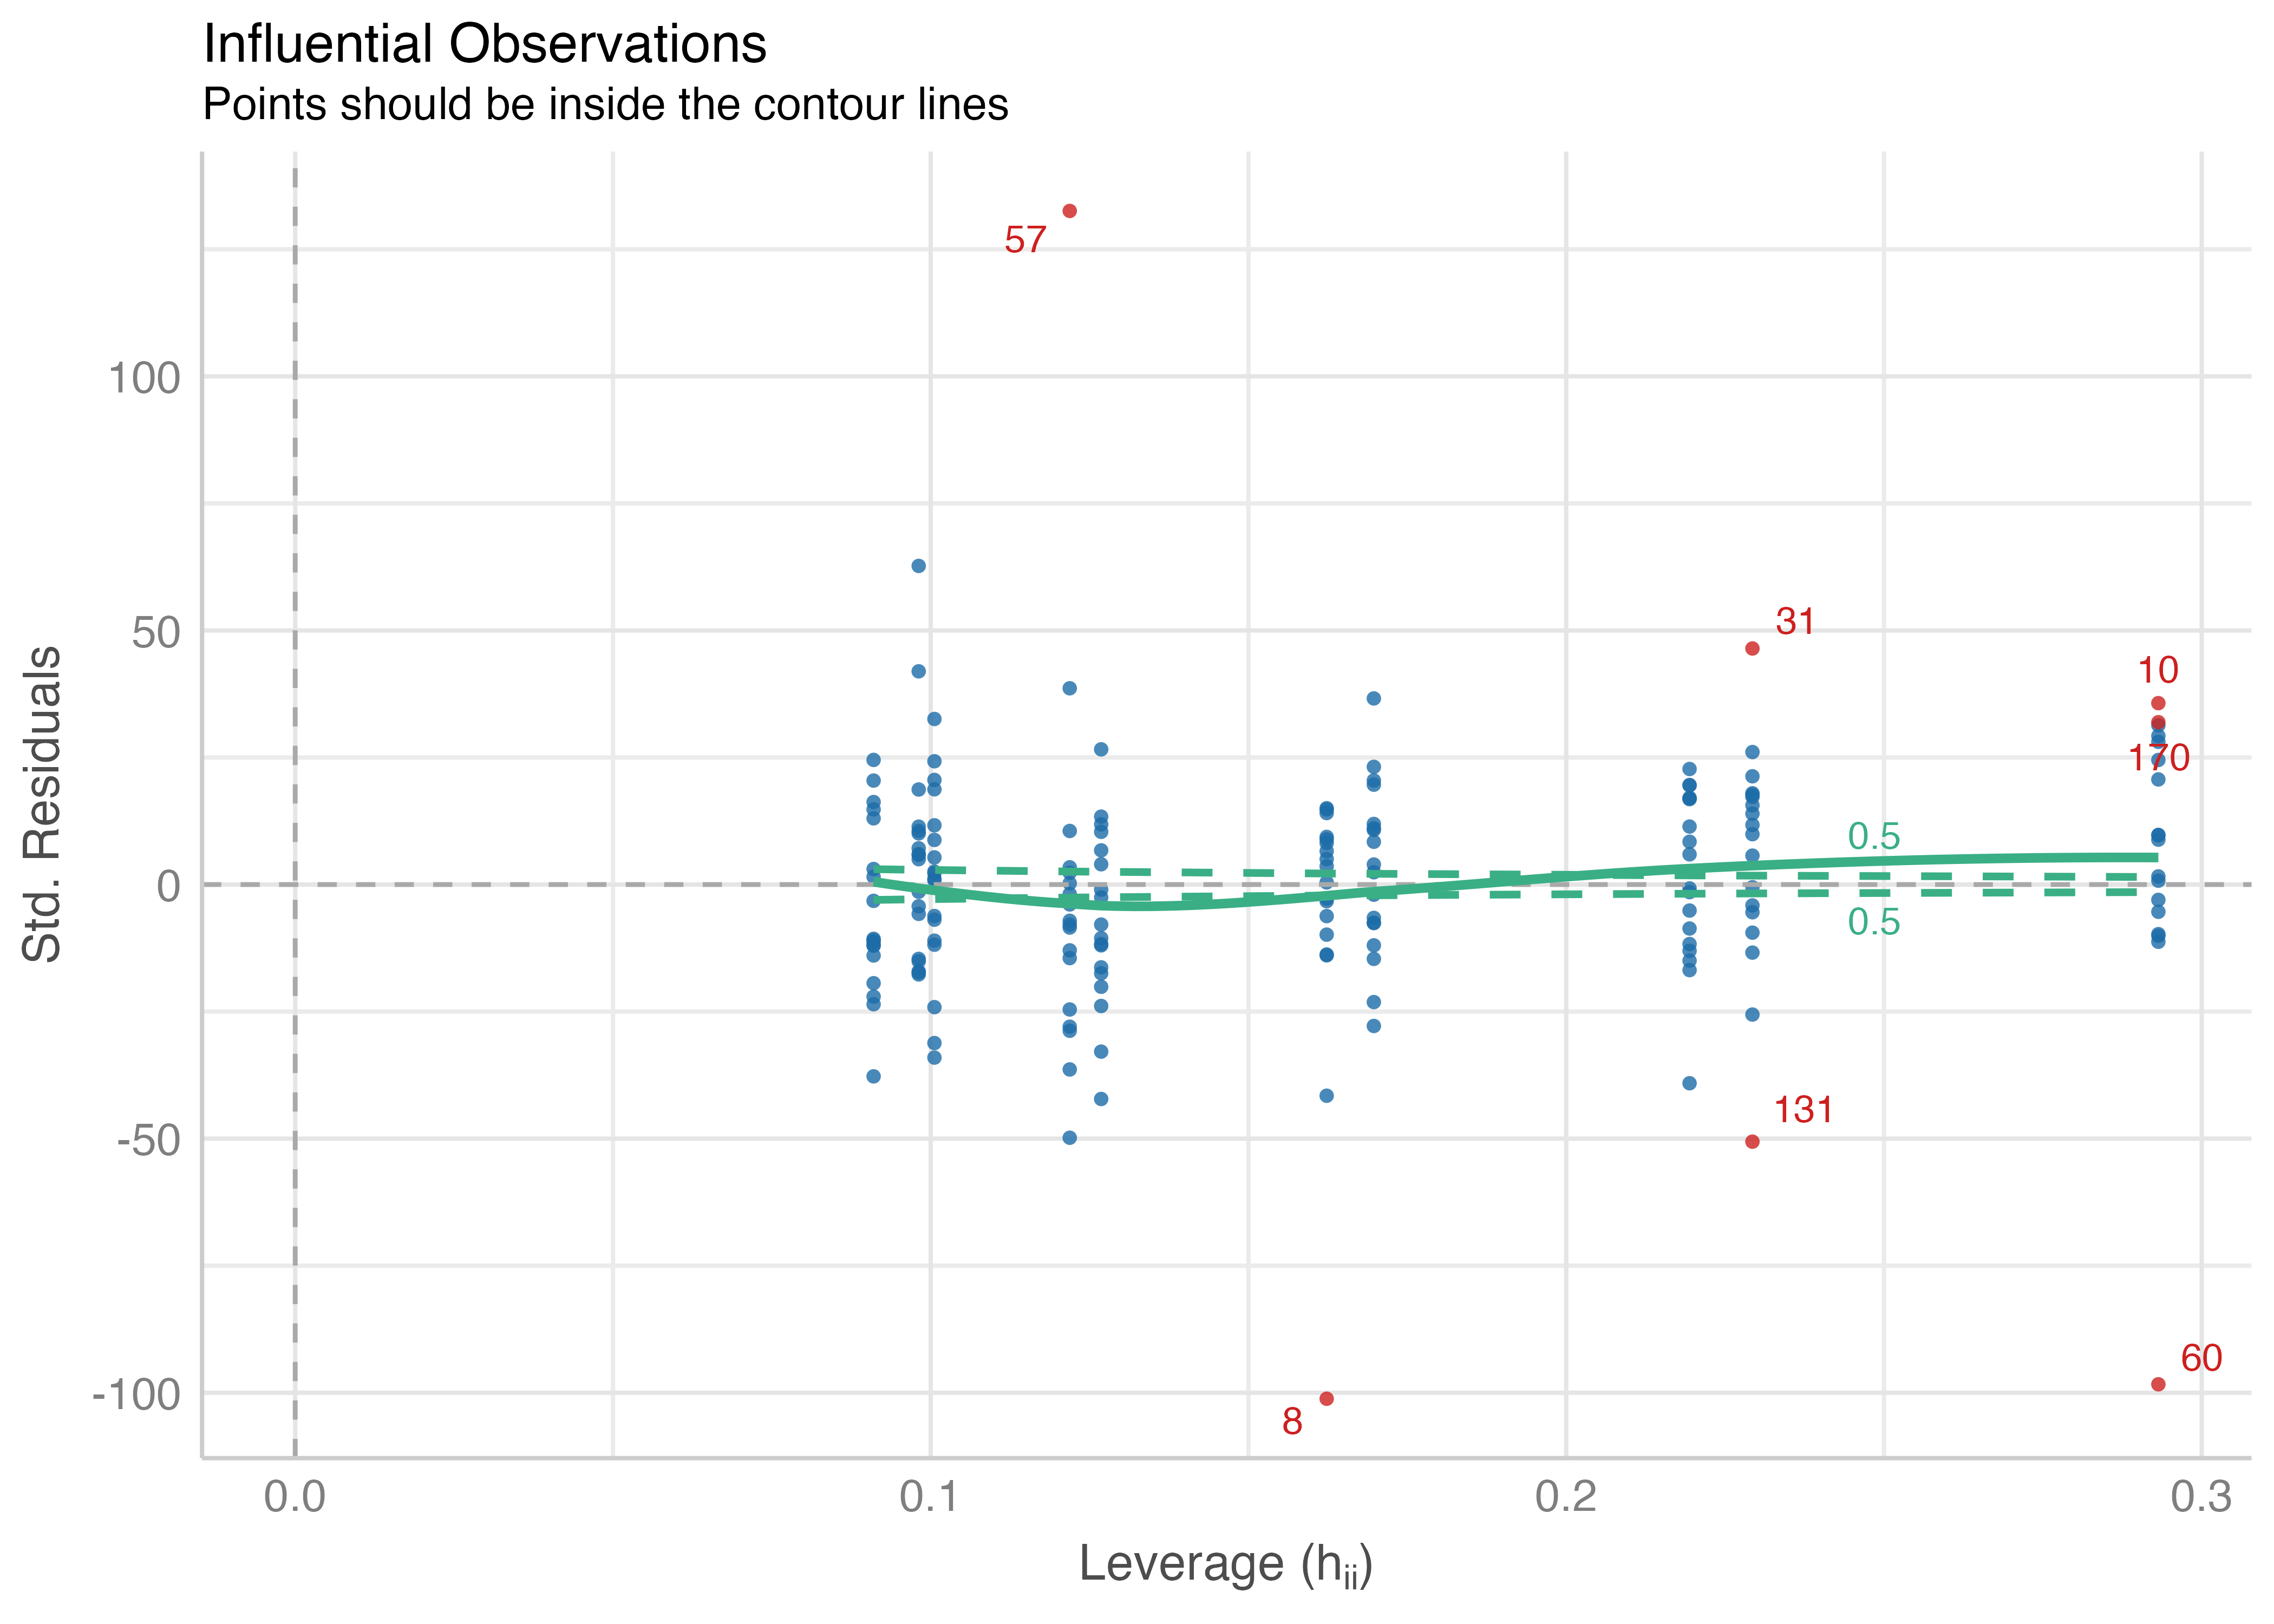 Influential Observations
Points should be inside the contour lines
57
100
50
31
10
170
0.5
0
0.5
-50
131
60
-100
8
0.0 0.1 0.2 0.3
Std. Residuals
Leverage (hii)